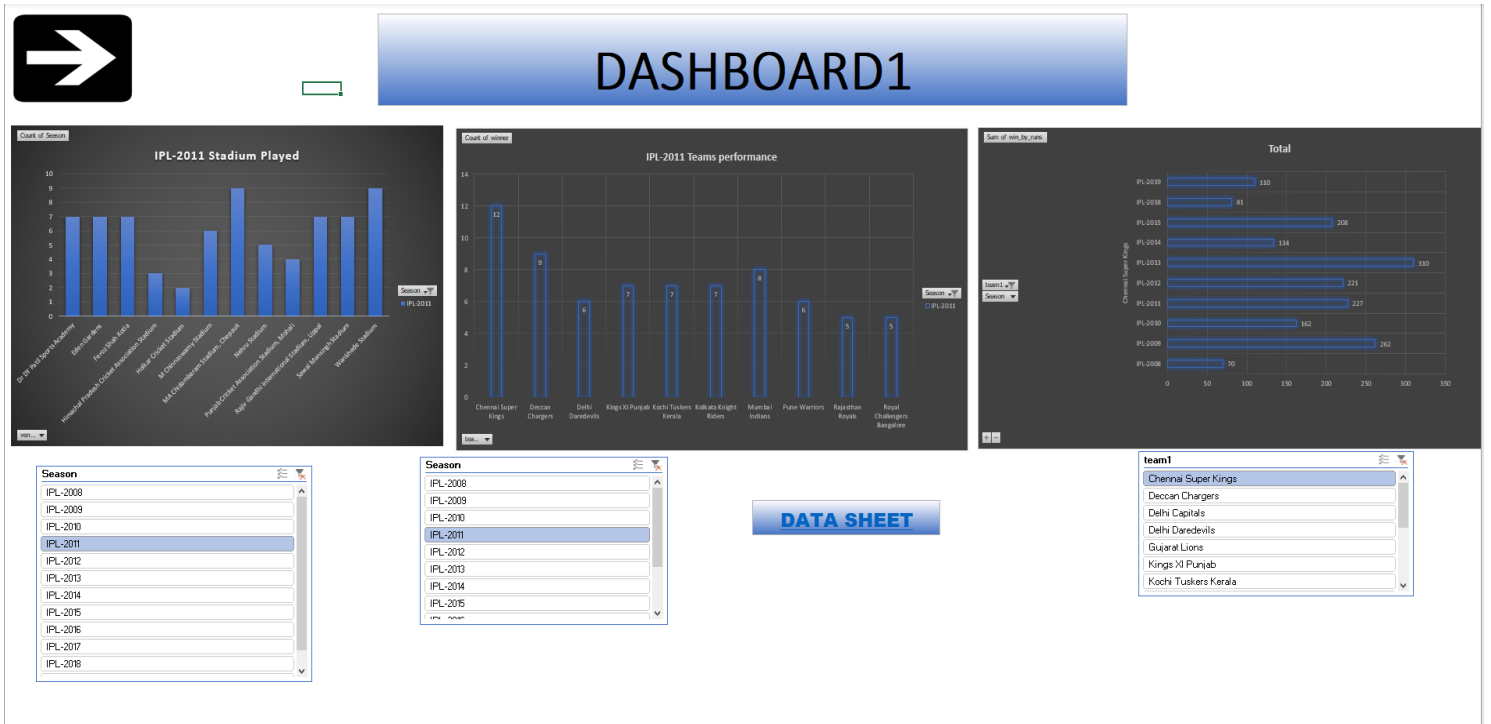 DASHBOARD1
Count of Season
IPL-2011 Stadium Played
10
9
8
7
6
5
4
3
2
1
0
Dr DY Patil Sports Academy
Eden Gardens
Feroz Shah Kotla
Himachal Pradesh Cricket Association Stadium
Holkar Cricket Stadium
M Chinnaswamy Stadium
MA Chidambaram Stadium, Chepauk
Nehru Stadium
Punjab Cricket Association Stadium, Mohali
Rajiv Gandhi International Stadium, Uppal
Sawai Mansingh Stadium
Wankhede Stadium
Season
IPL-2011
ven...
Count of winner
IPL-2011 Teams performance
14
12
10
8
6
4
2
0
12
9
6
7
7
7
8
6
5
5
Chennai Super Kings
Deccan Chargers
Delhi Daredevils
Kings XI Punjab
Kochi Tuskers Kerala
Kolkata Knight Riders
Mumbai Indians
Pune Warriors
Rajasthan Royals
Royal Challengers Bangalore
Season
IPL-2011
tea...
Sum of win_by_runs
Total
team1
Season
Chennai Super Kings
IPL-2019 110
IPL-2018 81
IPL-2015 208
IPL-2014 134
IPL-2013 310
IPL-2012 221
IPL-2011 227
IPL-2010 162
IPL-2009 262
IPL-2008 70
0 50 100 150 200 250 300 350
Season
IPL-2008
IPL-2009
IPL-2010
IPL-2011
IPL-2012
IPL-2013
IPL-2014
IPL-2015
IPL-2016
IPL-2017
IPL-2018
Season
IPL-2008
IPL-2009
IPL-2010
IPL-2011
IPL-2012
IPL-2013
IPL-2014
IPL-2015
DATA SHEET
team1
Chennai Super Kings
Deccan Chargers
Delhi Capitals
Delhi Daredevils
Gujarat Lions
Kings XI Punjab
Kochi Tuskers Kerala